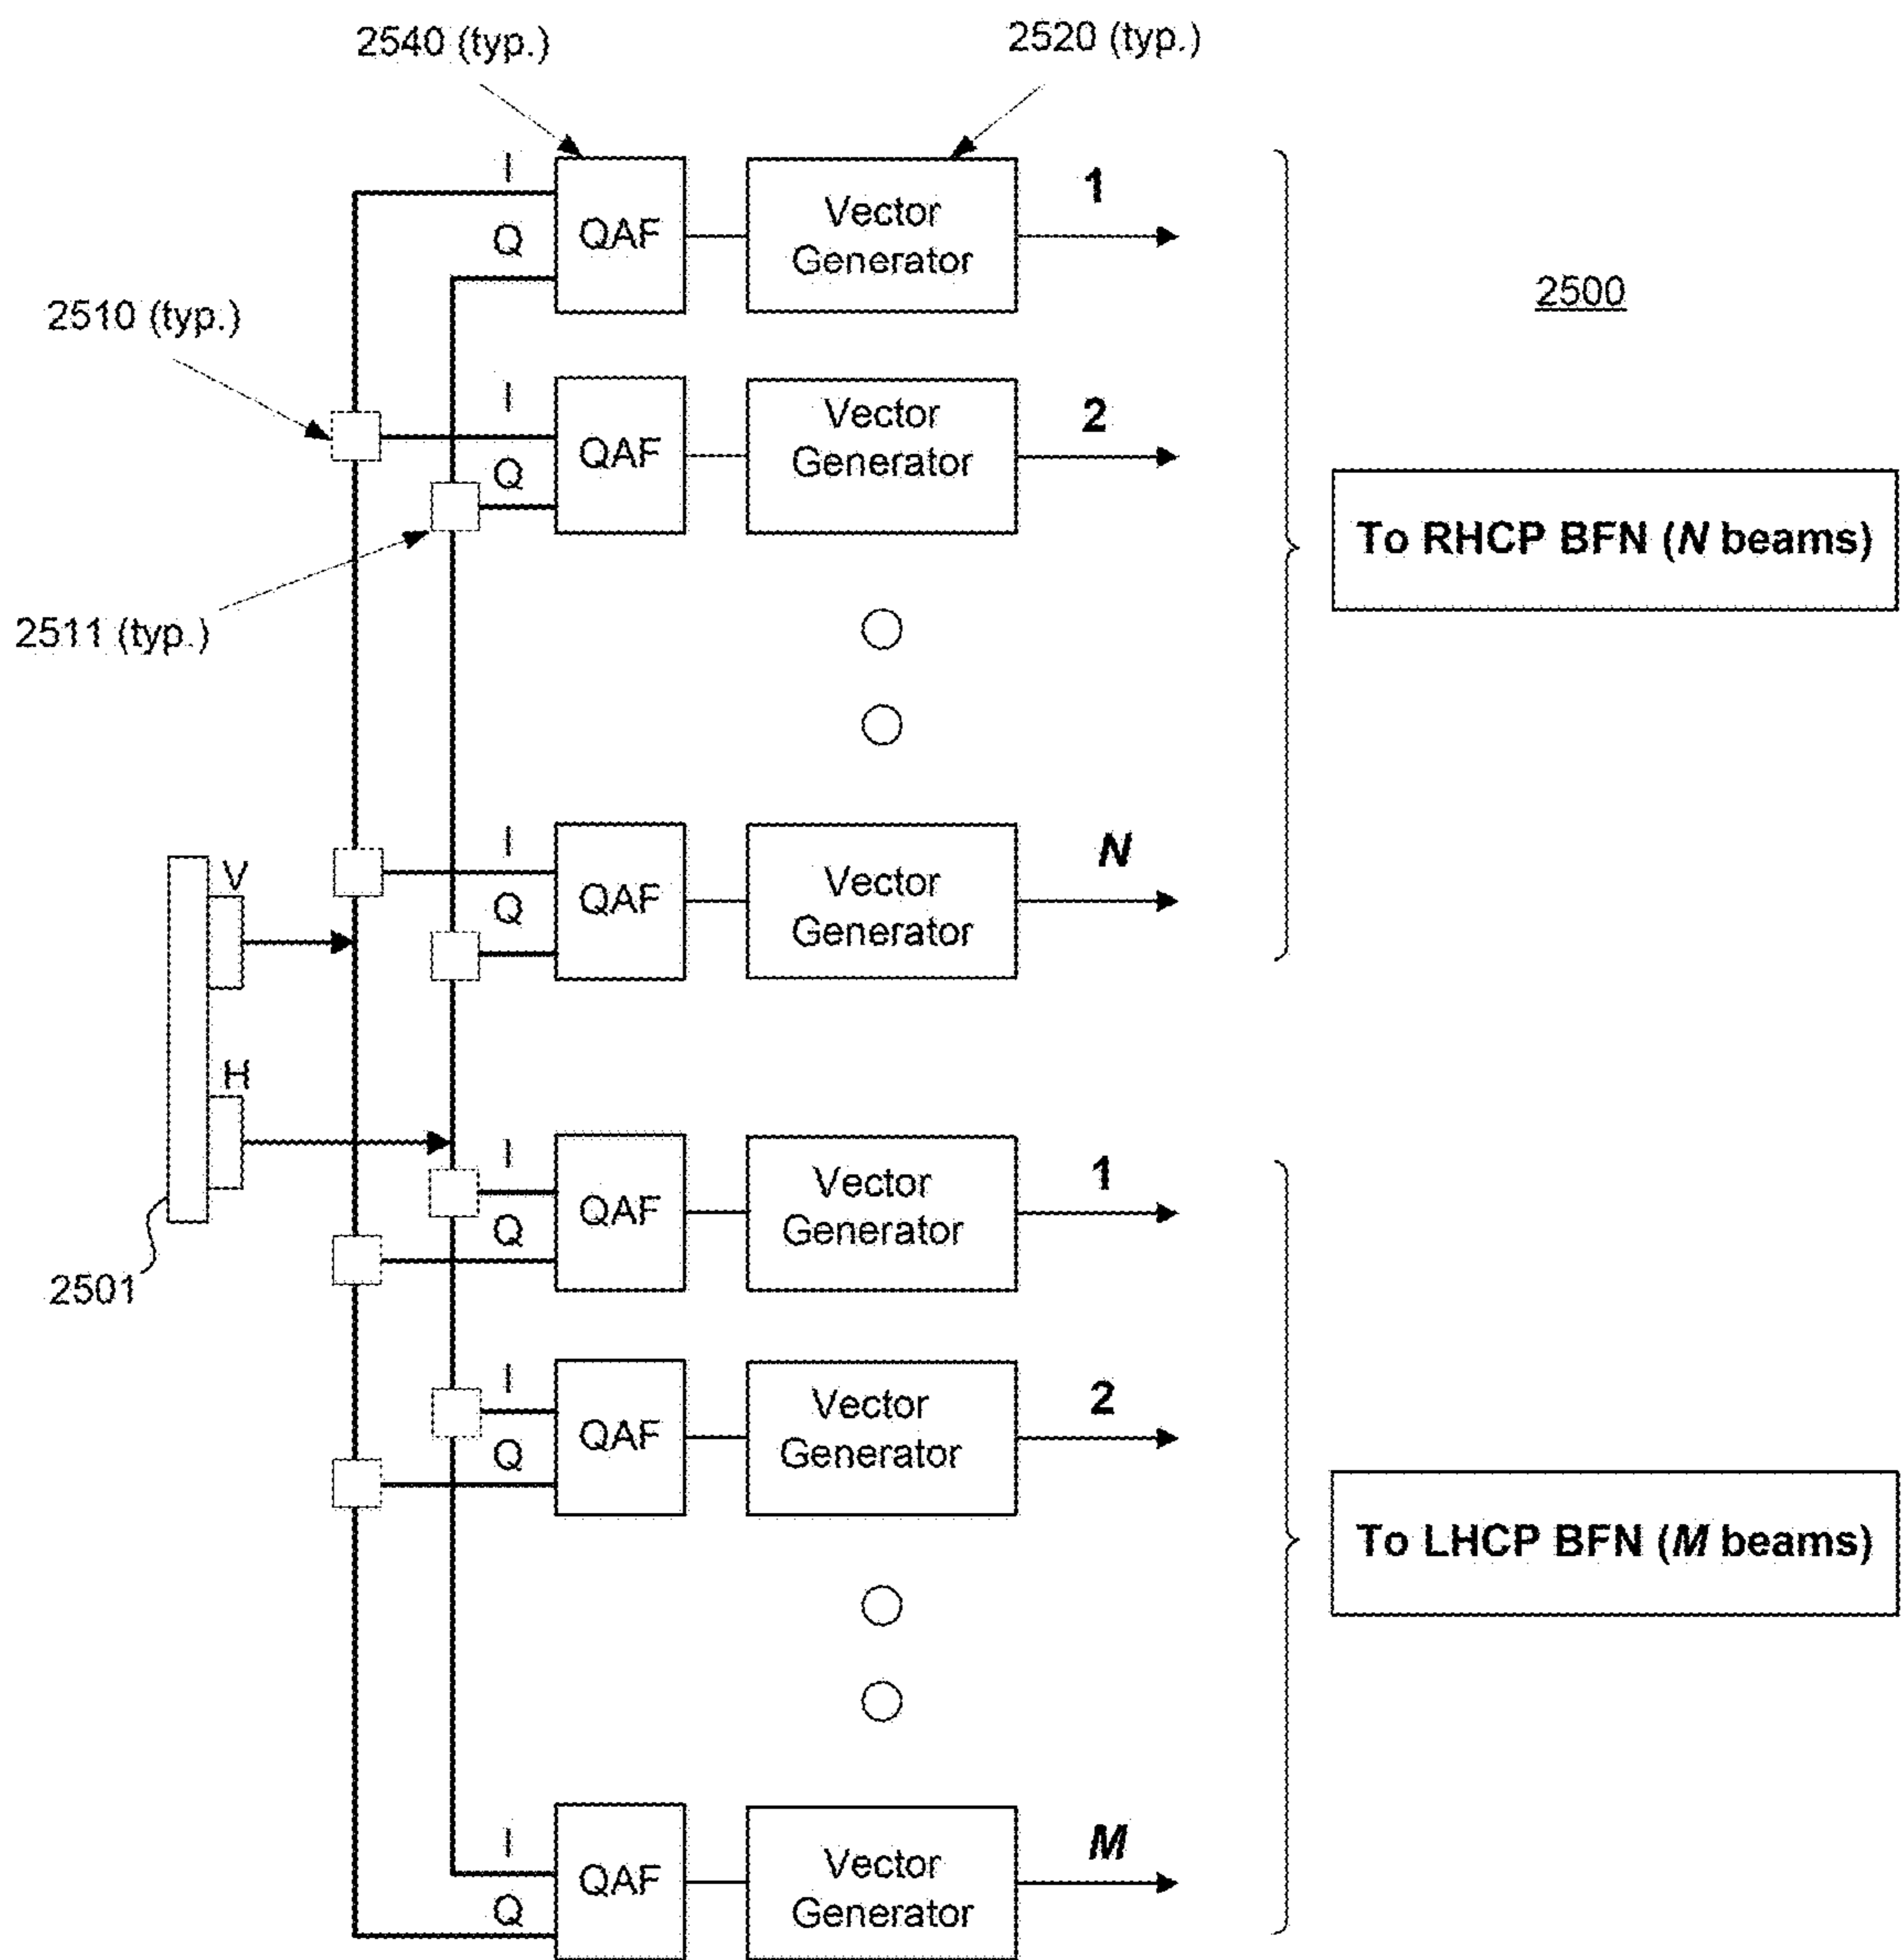 2540 (typ.)
2520 (typ.)
I
Q
QAF
Vector
Generator
1
2500
2510 (typ.)
I
Q
QAF
Vector
Generator
2
To RHCP BFN (N beams)
2511 (typ.)
I
Q
QAF
Vector
Generator
N
V
H
I
Q
QAF
Vector
Generator
1
2501
I
Q
QAF
Vector
Generator
2
To LHCP BFN (M beams)
I
Q
QAF
Vector
Generator
M